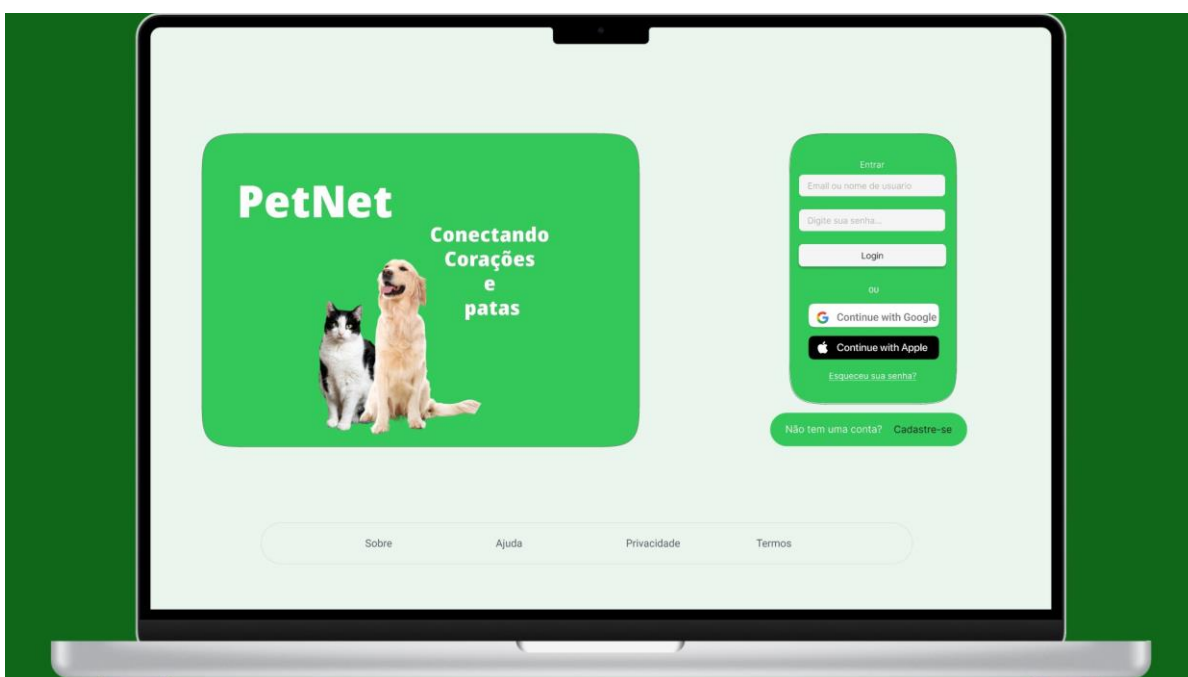 PetNet
Conectando
Corações
e
patas
Entrar
Email ou nome de usuario
Digite sua senha...
Login
ou
Continue with Google
Continue with Apple
Esqueceu sua senha?
Não tem uma conta? Cadastre-se
Sobre Ajuda Privacidade Termos